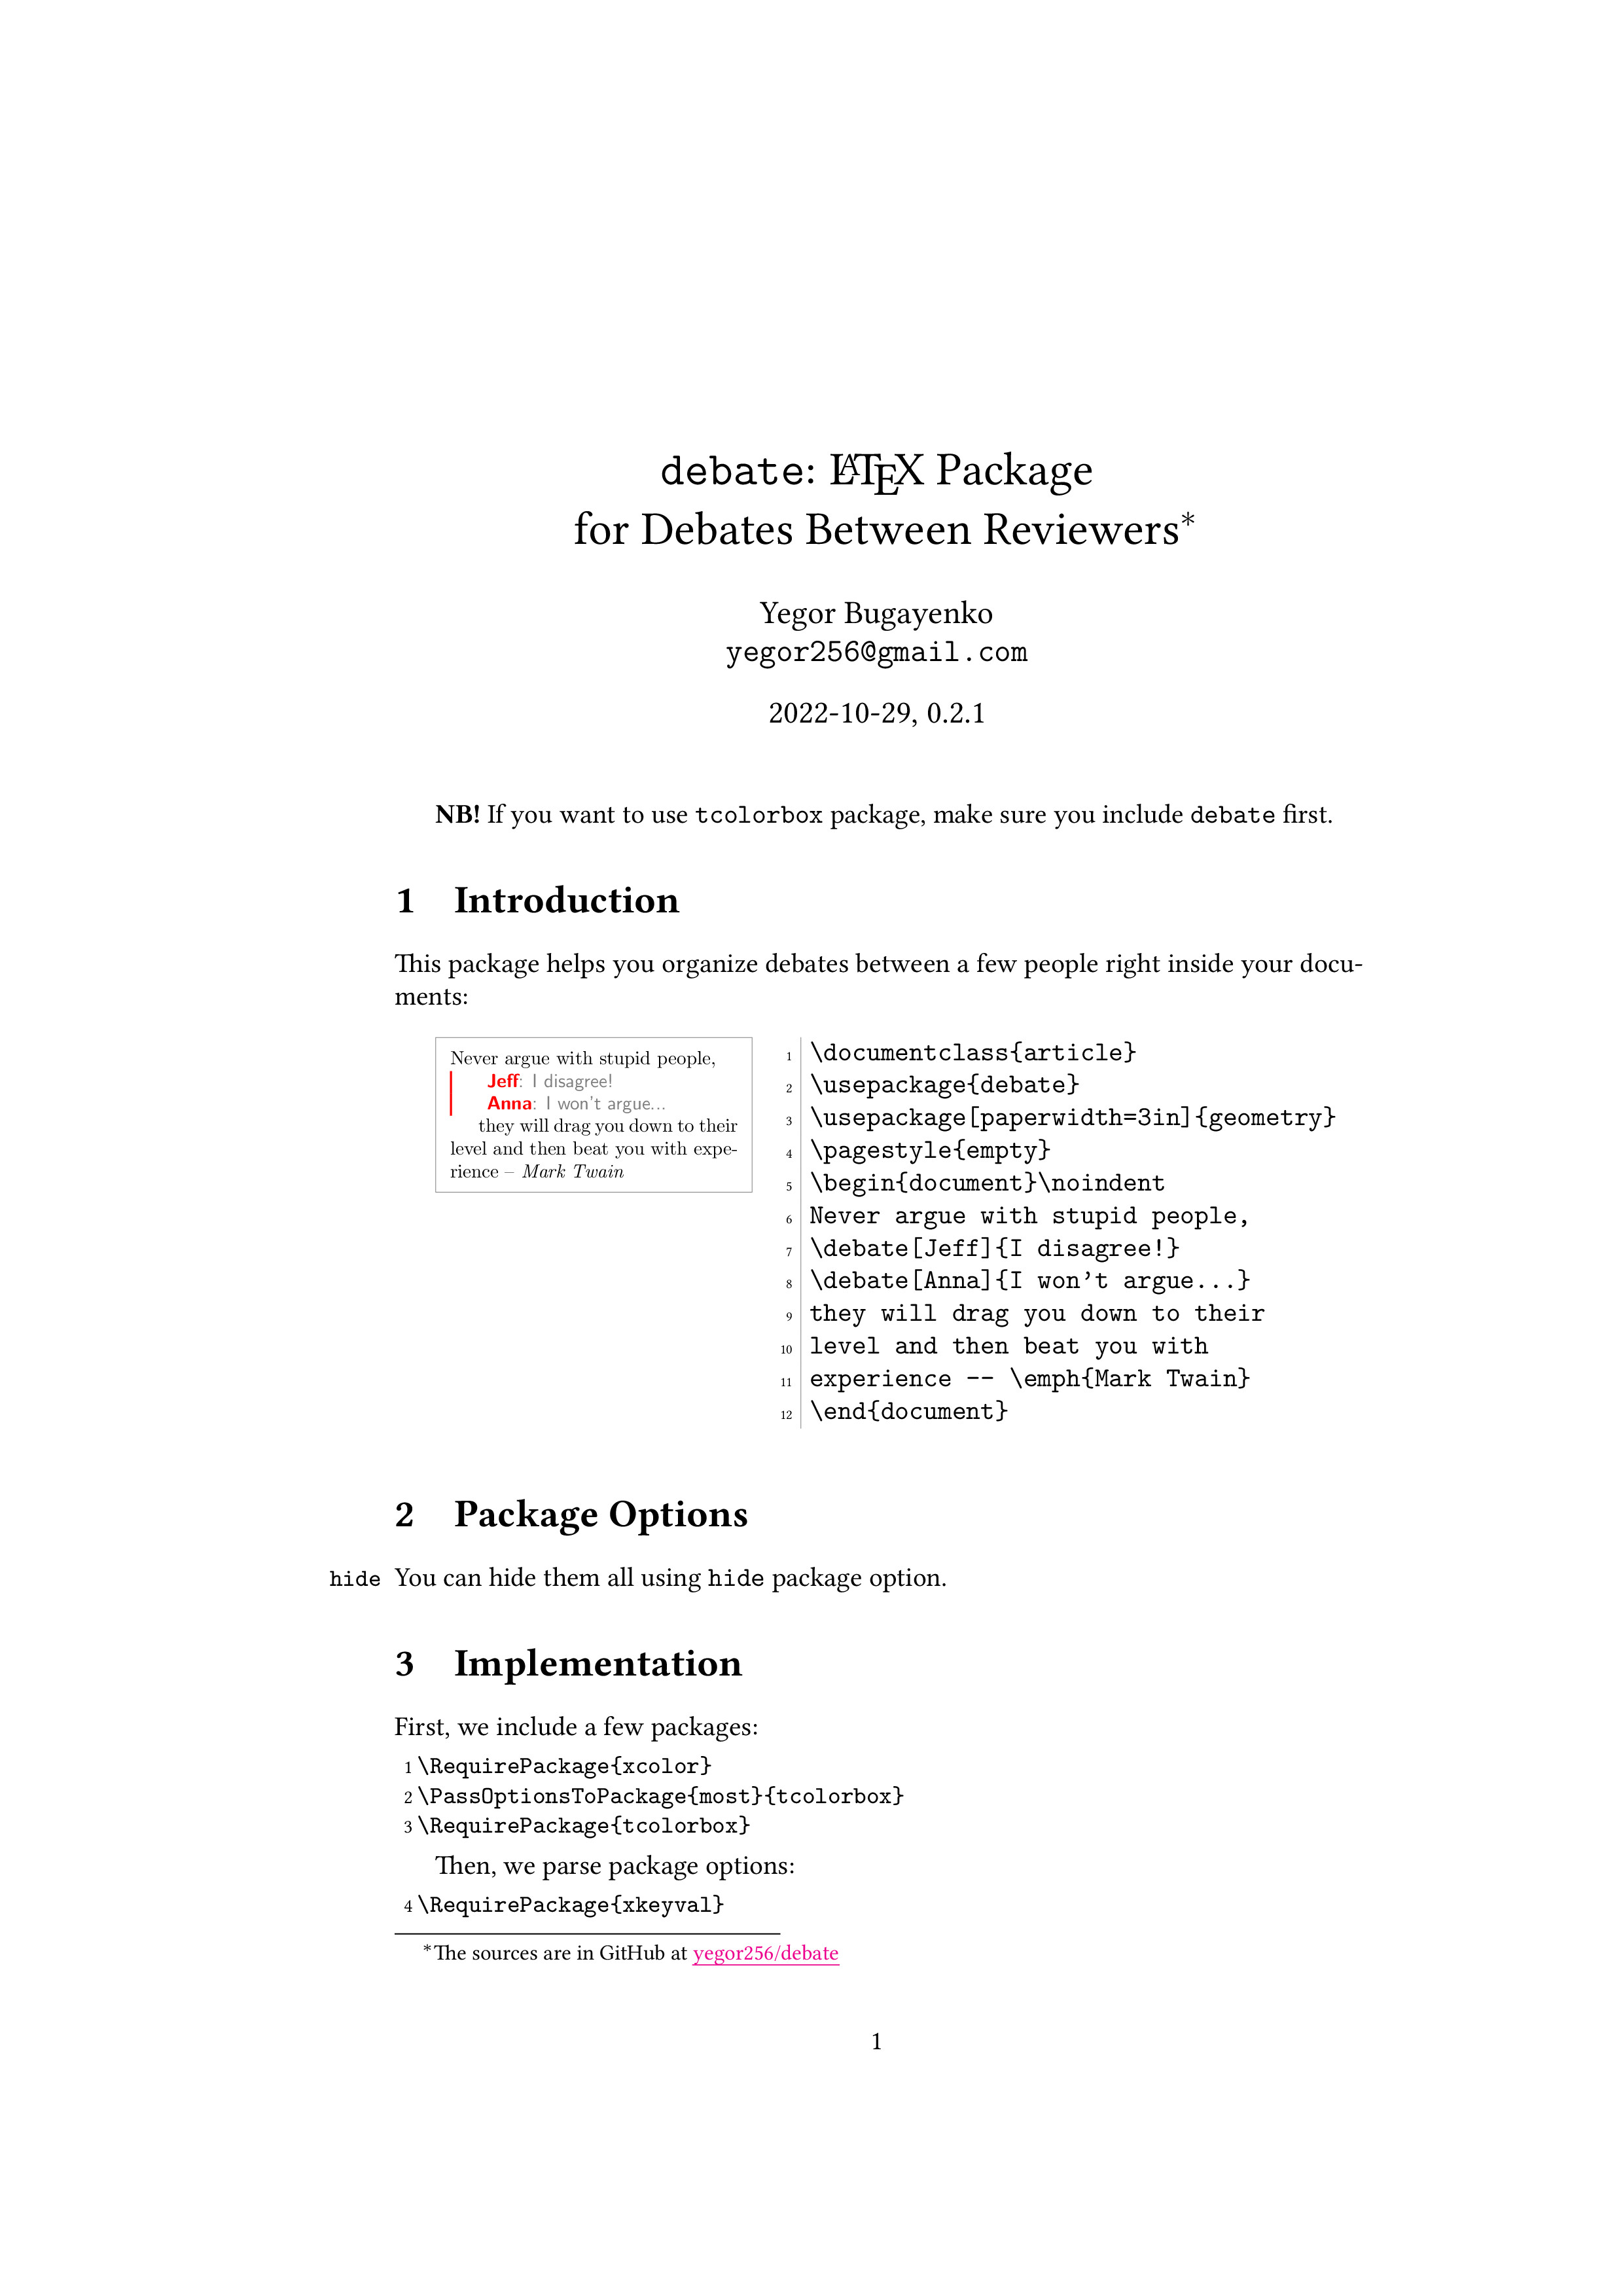 debate: LATEX Package
for Debates Between Reviewers*
Yegor Bugayenko
yegor256@gmail.com
2022-10-29, 0.2.1
NB! If you want to use tcolorbox package, make sure you include debate first.
1 Introduction
This package helps you organize debates between a few people right inside your docu-
ments:
Never argue with stupid people,
Jeff: I disagree!
Anna: I won't argue...
they will drag you down to their
level and then beat you with expe-
rience – Mark Twain
1 \documentclass{article}
2 \usepackage{debate}
3 \usepackage[paperwidth=3in]{geometry}
4 \pagestyle{empty}
5 \begin{document}\noindent
6 Never argue with stupid people,
7 \debate[Jeff]{I disagree!}
8 \debate[Anna]{I won't argue...}
9 they will drag you down to their
10 level and then beat you with
11 experience -- \emph{Mark Twain}
12 \end{document}
2 Package Options
hide You can hide them all using hide package option.
3 Implementation
First, we include a few packages:
1 \RequirePackage{xcolor}
2 \PassOptionsToPackage{most}{tcolorbox}
3 \RequirePackage{tcolorbox}
Then, we parse package options:
4 \RequirePackage{xkeyval}
*The sources are in GitHub at yegor256/debate
1